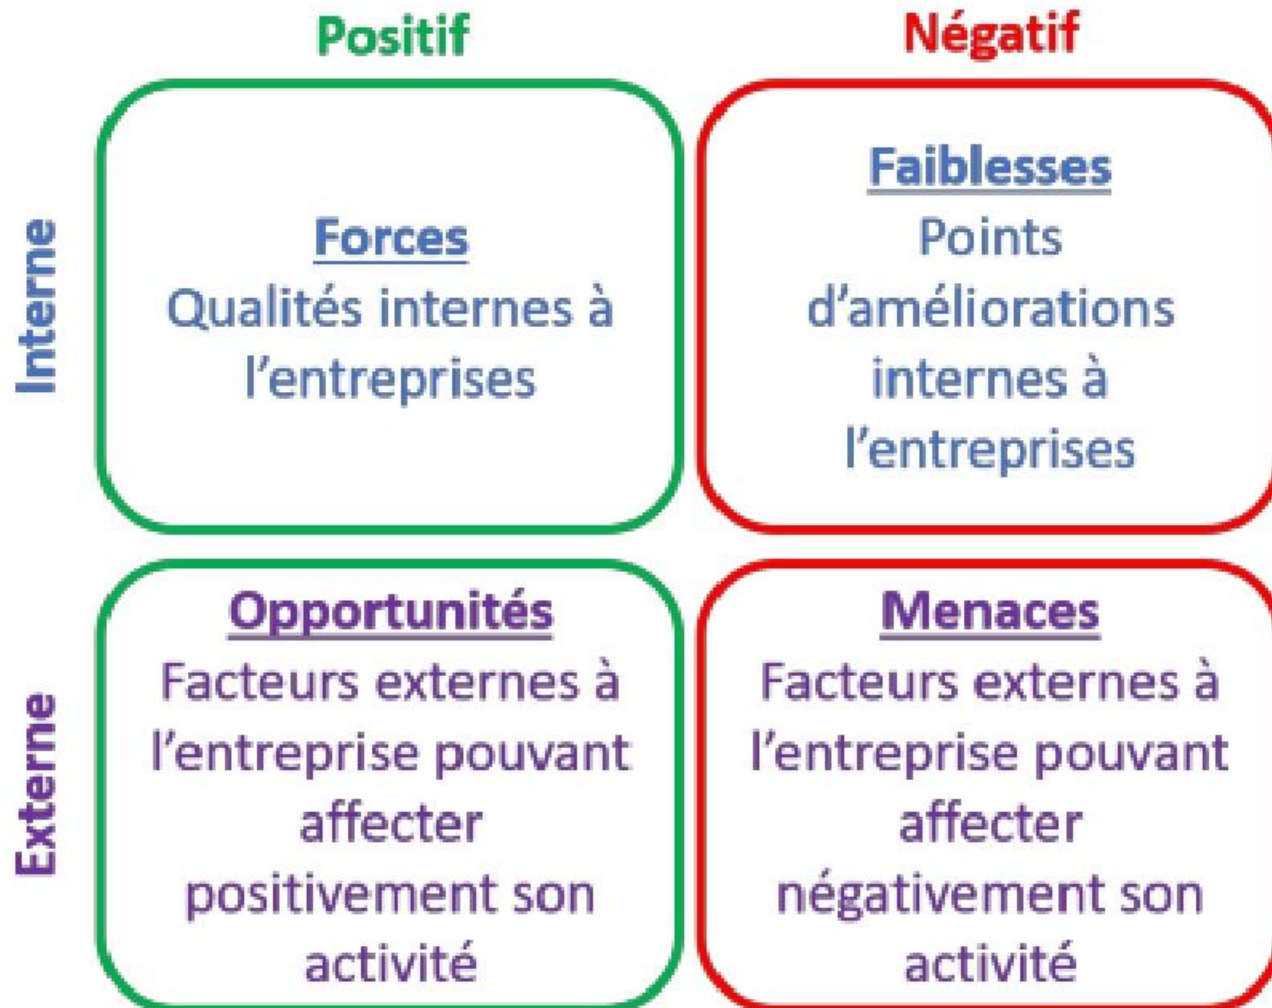 Positif
Négatif
Interne
Forces
Qualités internes à
l'entreprises
Faiblesses
Points
d'améliorations
internes à
l'entreprises
Externe
Opportunités
Facteurs externes à
l'entreprise pouvant
affecter
positivement son
activité
Menaces
Facteurs externes à
l'entreprise pouvant
affecter
négativement son
activité